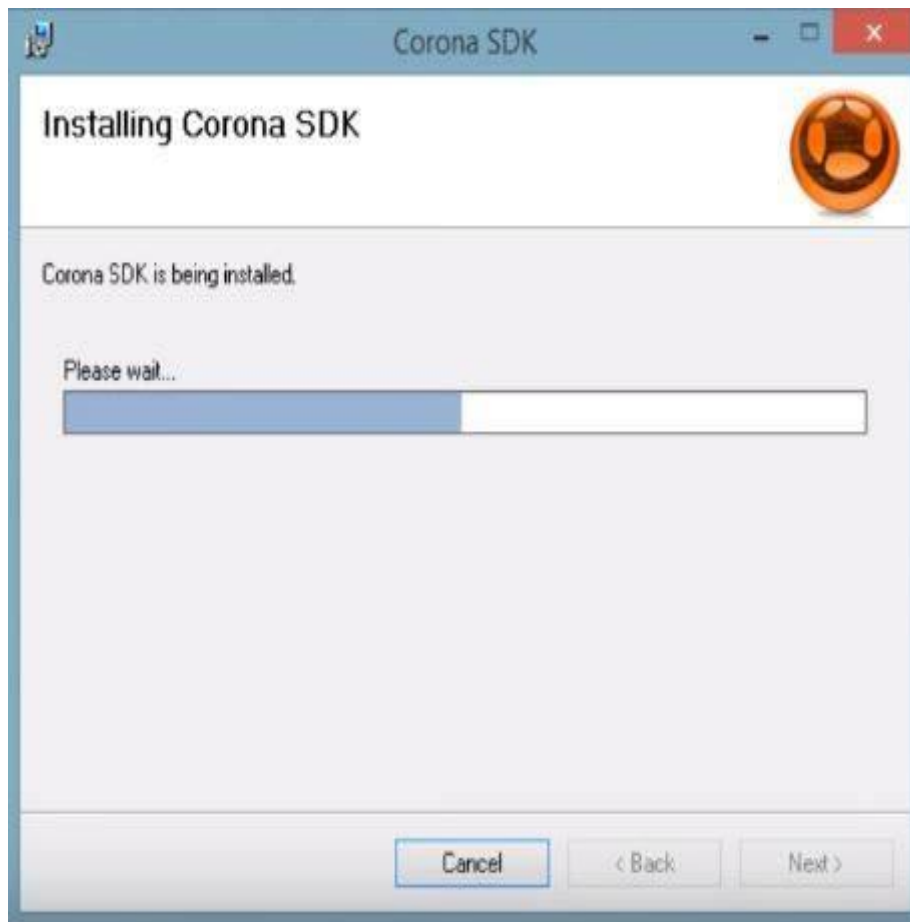 Corona SDK
Installing Corona SDK
Corona SDK is being installed.
Please wait...
Cancel
< Back
Next >